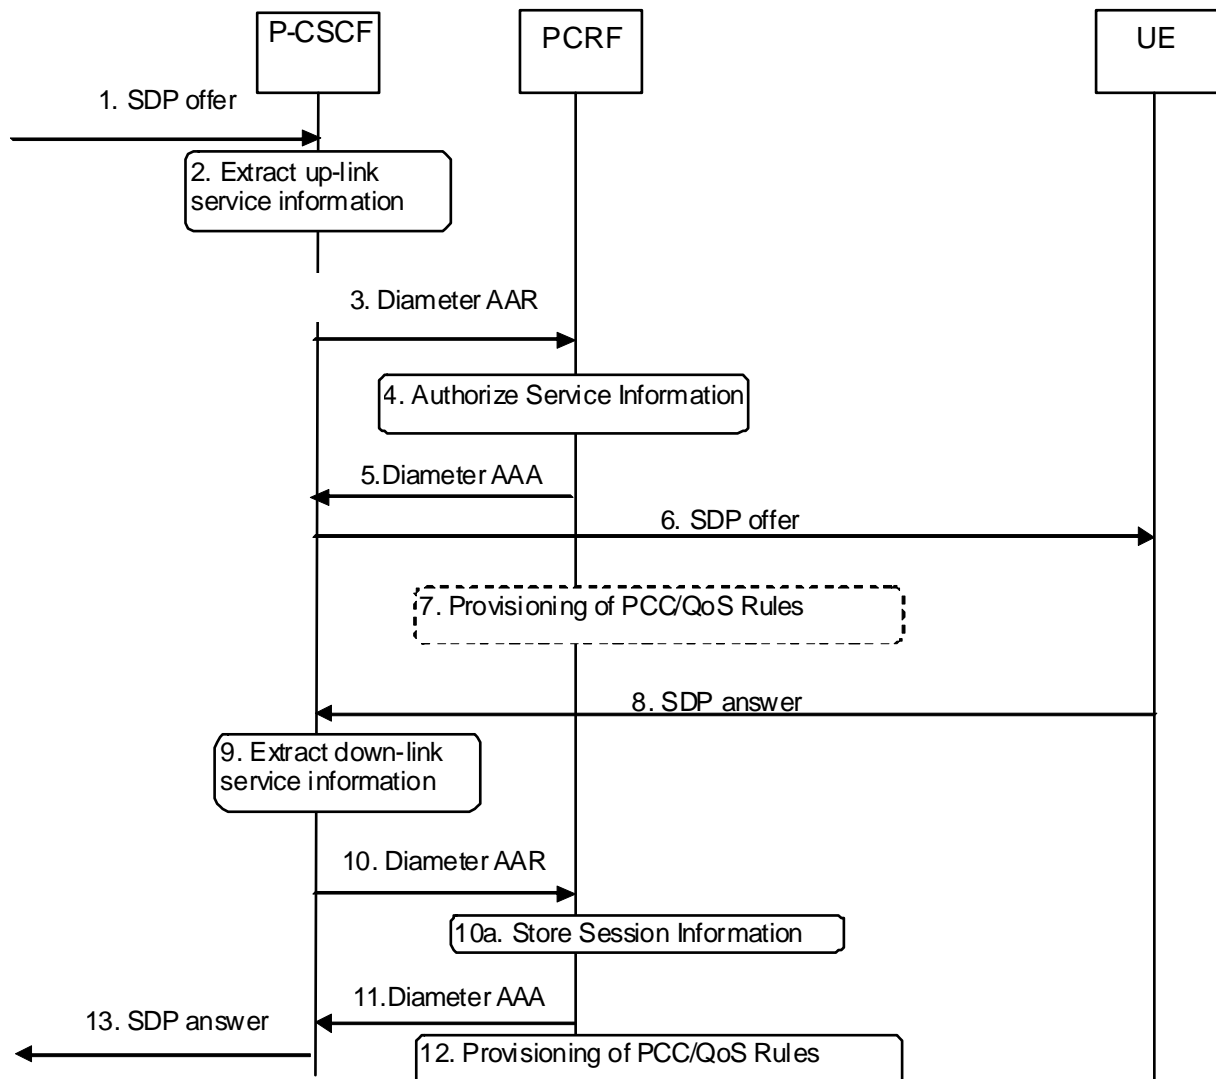 P-CSCF
PCRF
UE
1. SDP offer
2. Extract up-link
service information
3. Diameter AAR
4. Authorize Service Information
5.Diameter AAA
6. SDP offer
7. Provisioning of PCC/QoS Rules
8. SDP answer
9. Extract down-link
service information
10. Diameter AAR
10a. Store Session Information
11.Diameter AAA
13. SDP answer
12. Provisioning of PCC/QoS Rules